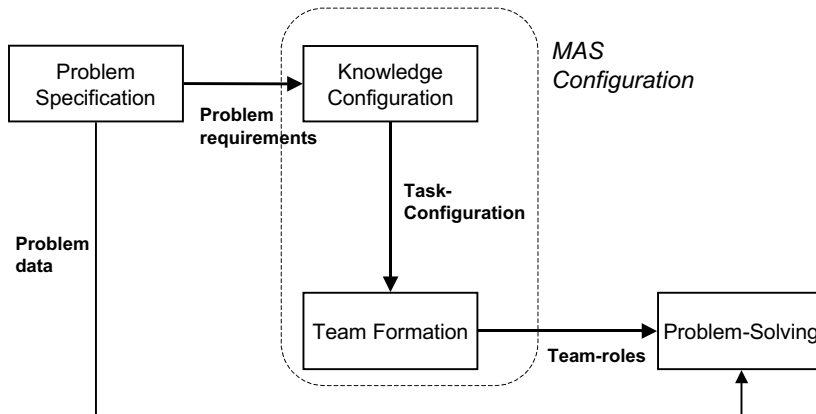 Problem
Specification
Problem
requirements
Knowledge
Configuration
MAS
Configuration
Task-
Configuration
Problem
data
Team Formation
Team-roles
Problem-Solving